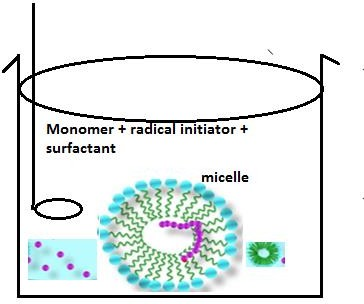 Monomer + radical initiator +
surfactant
micelle